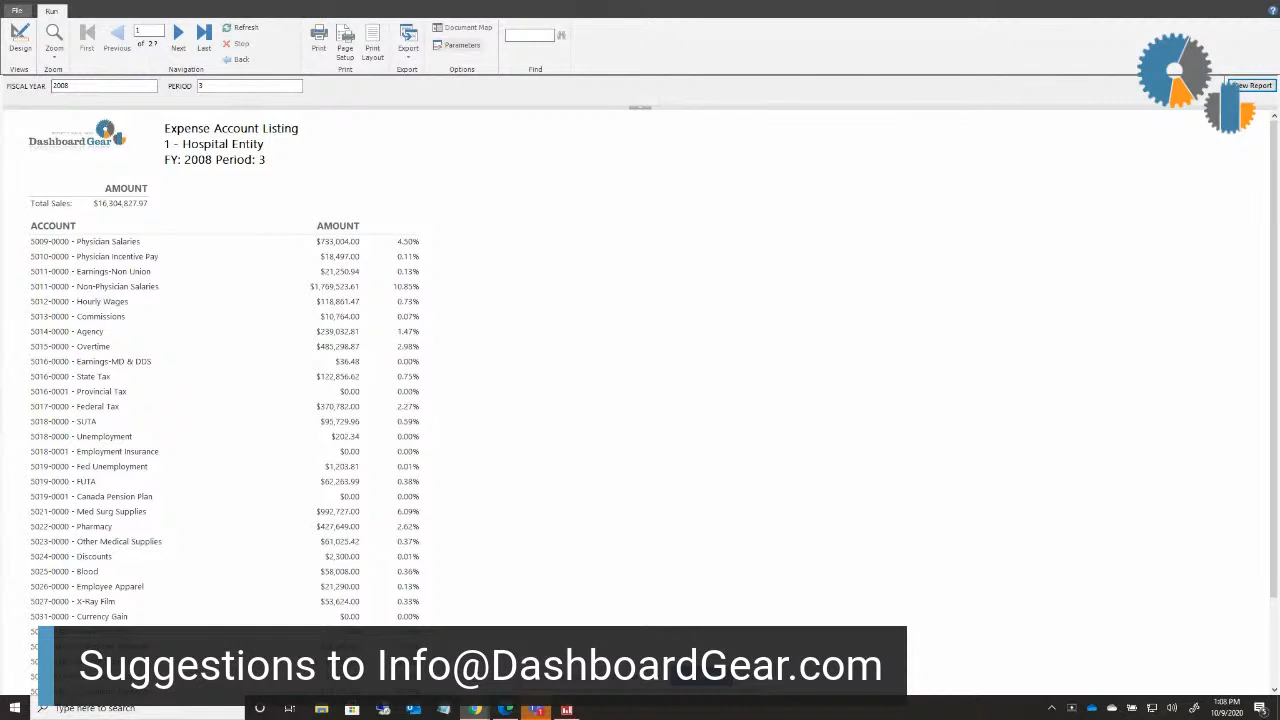 File Run
Design Zoom First Previous 1 of 2? Next Last Refresh Stop Back Print Page Setup Print Layout Export Document Map Parameters
Views Zoom Navigation Print Export Options Find
FISCAL YEAR 2008 PERIOD 3 View Report
DashboardGear
Expense Account Listing
1 - Hospital Entity
FY: 2008 Period: 3
AMOUNT
Total Sales: $16,304,827.97
ACCOUNT AMOUNT
5009-0000 - Physician Salaries $733,004.00 4.50%
5010-0000 - Physician Incentive Pay $18,497.00 0.11%
5011-0000 - Earnings-Non Union $21,250.94 0.13%
5011-0000 - Non-Physician Salaries $1,769,523.61 10.85%
5012-0000 - Hourly Wages $118,861.47 0.73%
5013-0000 - Commissions $10,764.00 0.07%
5014-0000 - Agency $239,032.81 1.47%
5015-0000 - Overtime $485,298.87 2.98%
5016-0000 - Earnings-MD & DDS $36.48 0.00%
5016-0000 - State Tax $122,856.62 0.75%
5016-0001 - Provincial Tax $0.00 0.00%
5017-0000 - Federal Tax $370,782.00 2.27%
5018-0000 - SUTA $95,729.96 0.59%
5018-0000 - Unemployment $202.34 0.00%
5018-0001 - Employment Insurance $0.00 0.00%
5019-0000 - Fed Unemployment $1,203.81 0.01%
5019-0000 - FUTA $62,263.99 0.38%
5019-0001 - Canada Pension Plan $0.00 0.00%
5021-0000 - Med Surg Supplies $992,727.00 6.09%
5022-0000 - Pharmacy $427,649.00 2.62%
5023-0000 - Other Medical Supplies $61,025.42 0.37%
5024-0000 - Discounts $2,300.00 0.01%
5025-0000 - Blood $58,008.00 0.36%
5026-0000 - Employee Apparel $21,290.00 0.13%
5027-0000 - X-Ray Film $53,624.00 0.33%
5031-0000 - Currency Gain $0.00 0.00%
Suggestions to Info@DashboardGear.com
Type here to search
1:08 PM
10/9/2020